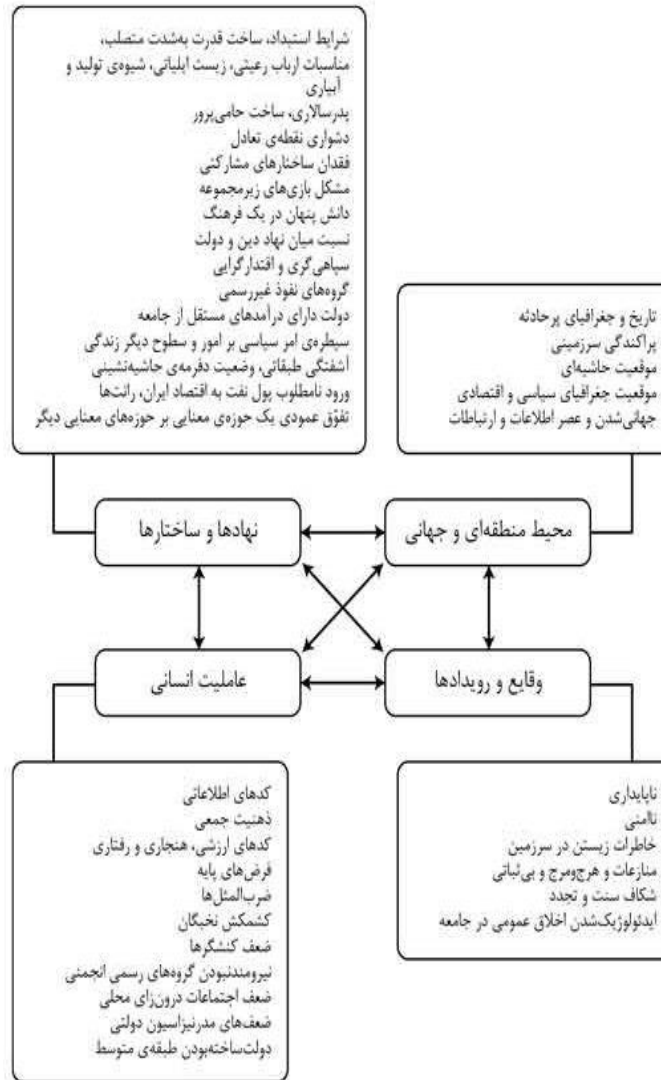 شرایط استبداد، ساخت قدرت به‌شدت متصلب،
مناسبات ارباب رعیتی، زیست ایلیاتی، شیوه‌ی تولید و
آبیاری
پدرسالاری، ساخت حامی‌پرور
دشواری نقطه‌ی تعادل
فقدان ساختارهای مشارکتی
مشکل بازی‌های زیرمجموعه
دانش پنهان در یک فرهنگ
نسبت میان نهاد دین و دولت
سپاهی‌گری و اقتدارگرایی
گروه‌های نفوذ غیررسمی
دولت دارای درآمدهای مستقل از جامعه
سیطره‌ی امر سیاسی بر امور و سطوح دیگر زندگی
آشفتگی طبقاتی، وضعیت دفرمه‌ی حاشیه‌نشینی
ورود نامطلوب پول نفت به اقتصاد ایران، رانت‌ها
تفوّق عمودی یک حوزه‌ی معنایی بر حوزه‌های معنایی دیگر
تاریخ و جغرافیای پرحادثه
پراکندگی سرزمینی
موقعیت حاشیه‌ای
موقعیت جغرافیای سیاسی و اقتصادی
جهانی‌شدن و عصر اطلاعات و ارتباطات
محیط منطقه‌ای و جهانی
نهادها و ساختارها
وقایع و رویدادها
عاملیت انسانی
ناپایداری
ناامنی
خاطرات زیستن در سرزمین
منازعات و هرج‌ومرج و بی‌ثباتی
شکاف سنت و تجدد
ایدئولوژیک‌شدن اخلاق عمومی در جامعه
کدهای اطلاعاتی
ذهنیت جمعی
کدهای ارزشی، هنجاری و رفتاری
فرض‌های پایه
ضرب‌المثل‌ها
کشمکش نخبگان
ضعف کنشگرها
نیرومندنبودن گروه‌های رسمی انجمنی
ضعف اجتماعات درون‌زای محلی
ضعف‌های مدرنیزاسیون دولتی
دولت‌ساخته‌بودن طبقه‌ی متوسط